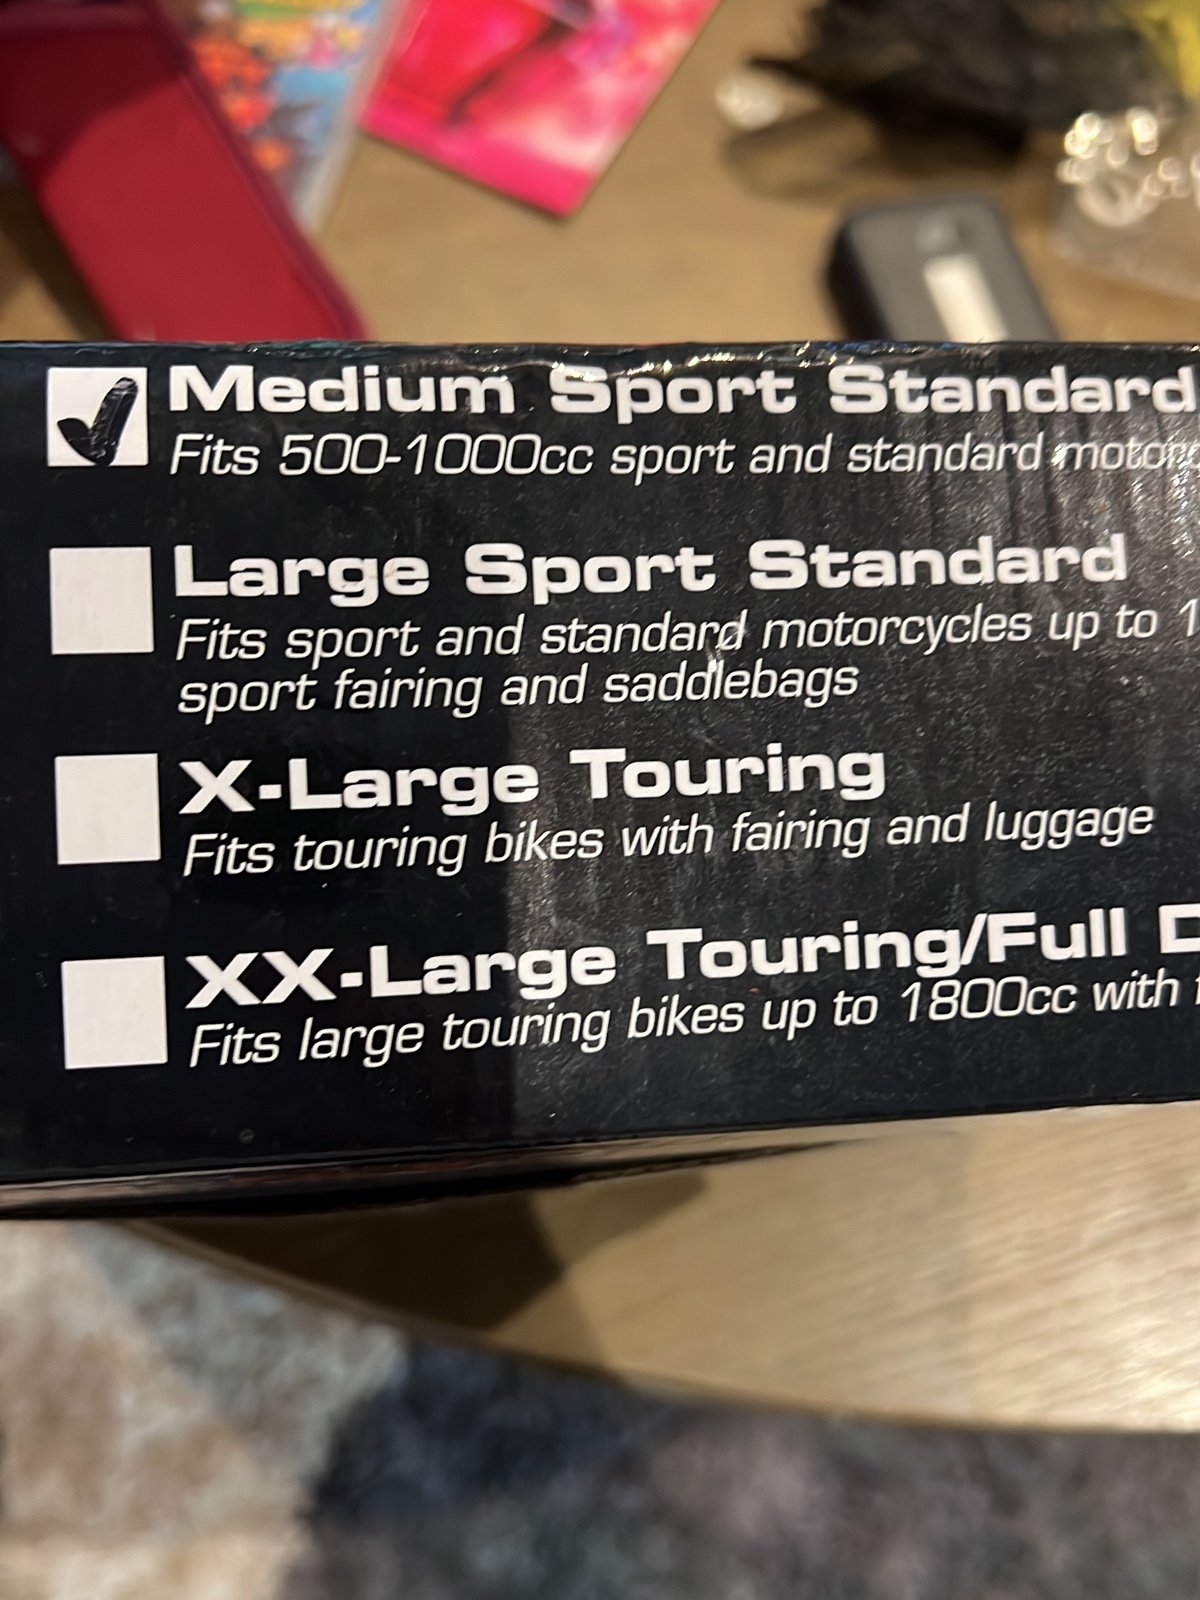 Medium Sport Standard
Fits 500-1000cc sport and standard
Large Sport Standard
Fits sport and standard motorcycles up to
sport fairing and saddlebags
X-Large Touring
Fits touring bikes with fairing and luggage
XX-Large Touring/Full
Fits large touring bikes up to 1800cc with